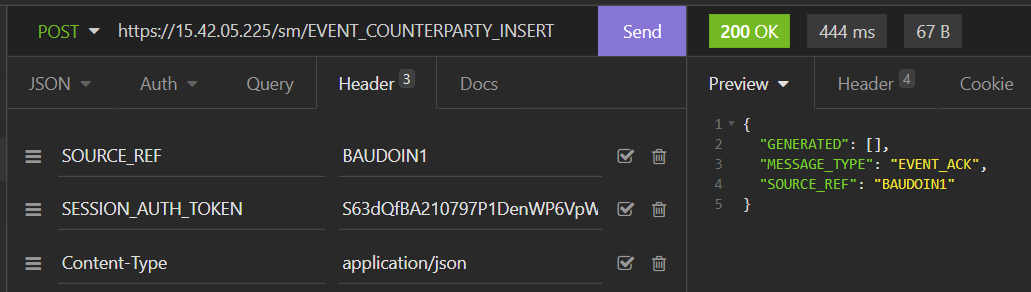 POST https://15.42.05.225/sm/EVENT_COUNTERPARTY_INSERT Send 200 OK 444 ms 67 B
JSON Auth Query Header 3 Docs Preview Header 4 Cookie
SOURCE_REF BAUDOIN1
SESSION_AUTH_TOKEN S63dQfBA210797P1DenWP6VpW
Content-Type application/json
1 {
2 "GENERATED": [],
3 "MESSAGE_TYPE": "EVENT_ACK",
4 "SOURCE_REF": "BAUDOIN1"
5 }